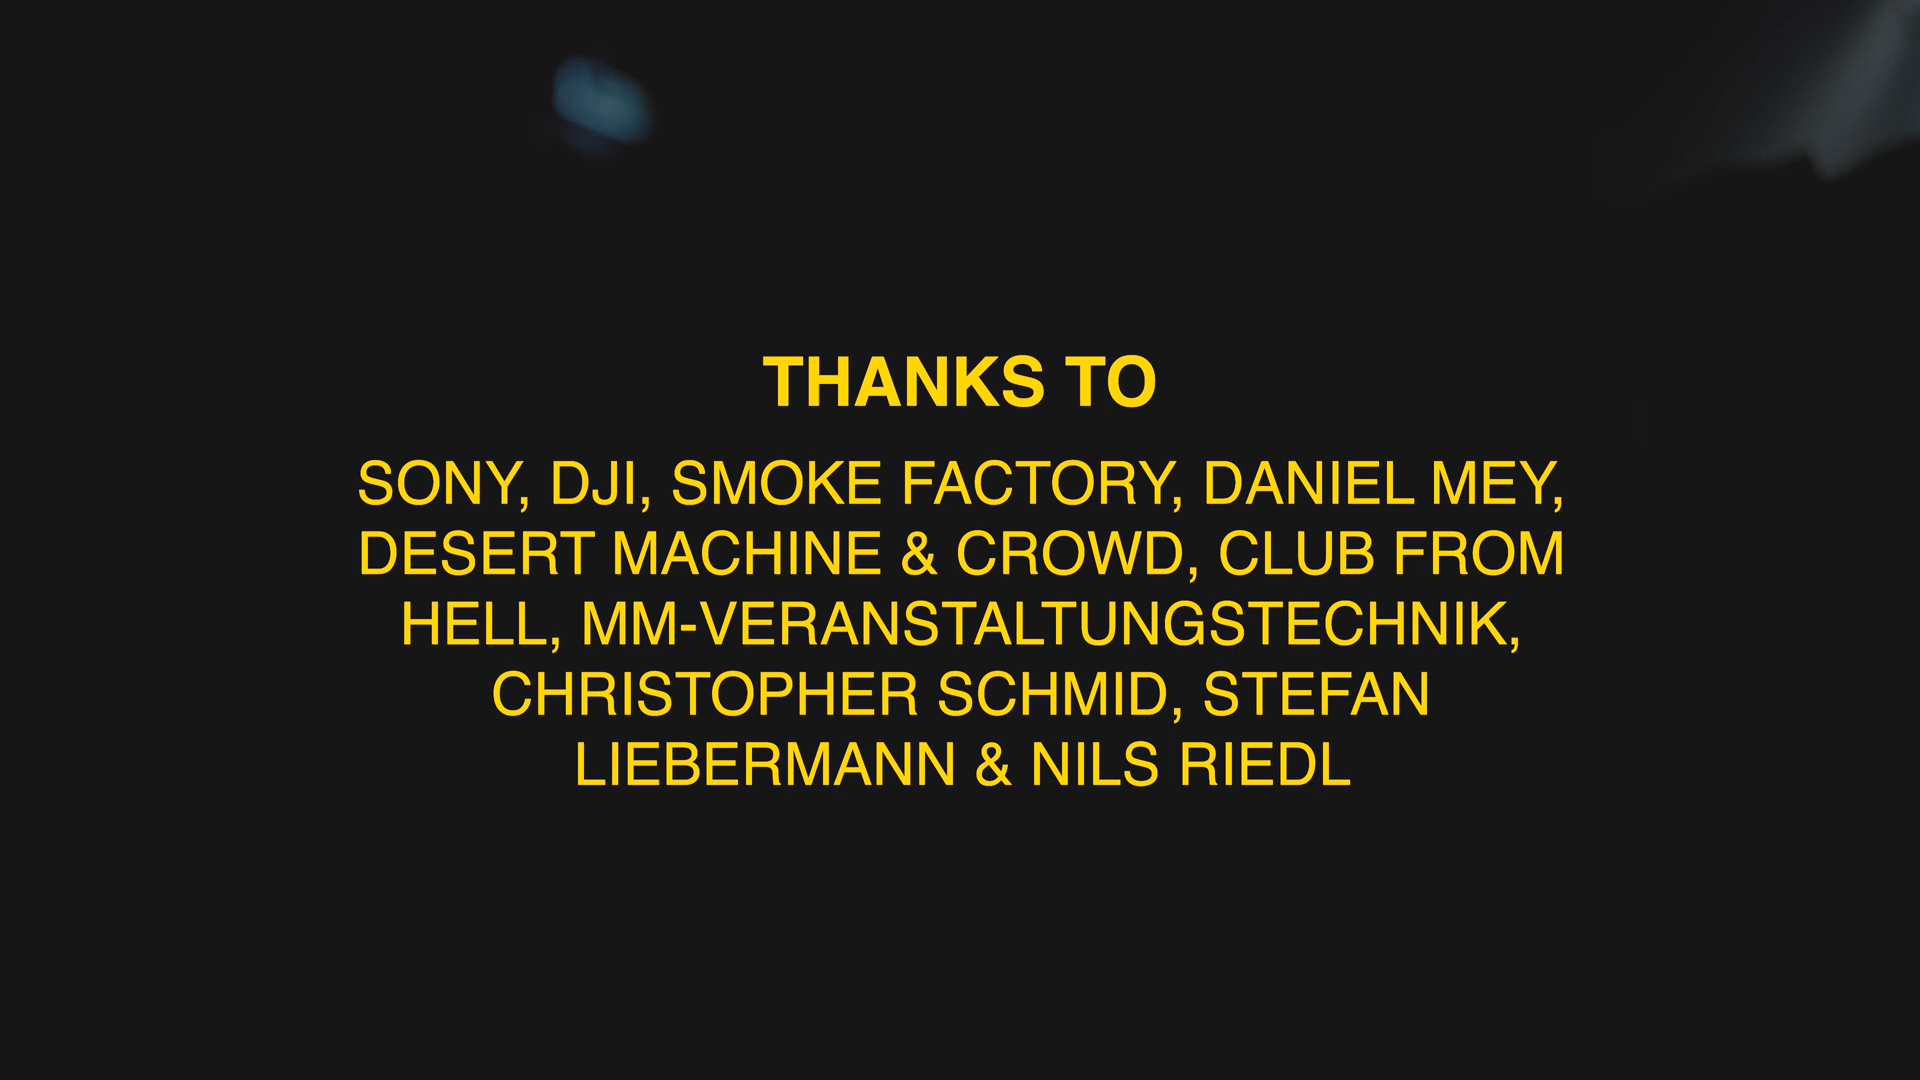 THANKS TO
SONY, DJI, SMOKE FACTORY, DANIEL MEY,
DESERT MACHINE & CROWD, CLUB FROM
HELL, MM-VERANSTALTUNGSTECHNIK,
CHRISTOPHER SCHMID, STEFAN
LIEBERMANN & NILS RIEDL